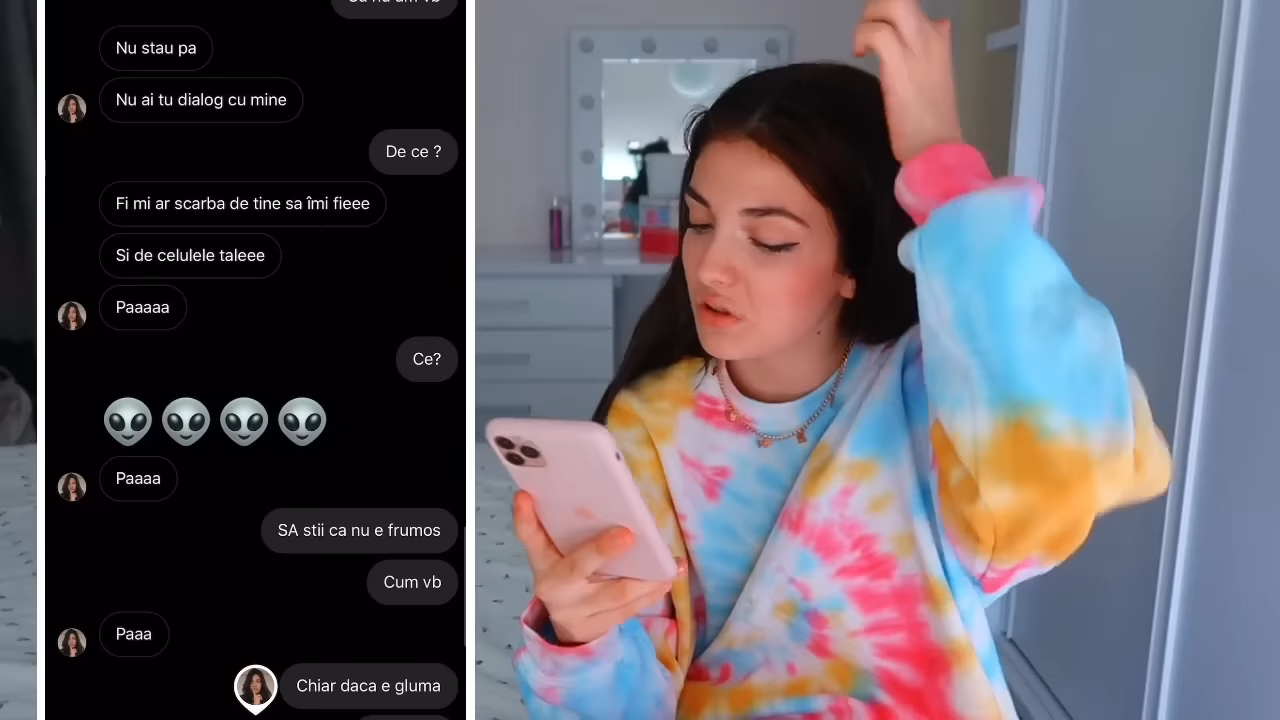 Nu stau pa
Nu ai tu dialog cu mine
De ce ?
Fi mi ar scarba de tine sa îmi fieee
Si de celulele taleee
Paaaaa
Ce?
Paaaa
SA stii ca nu e frumos
Cum vb
Paaa
Chiar daca e gluma